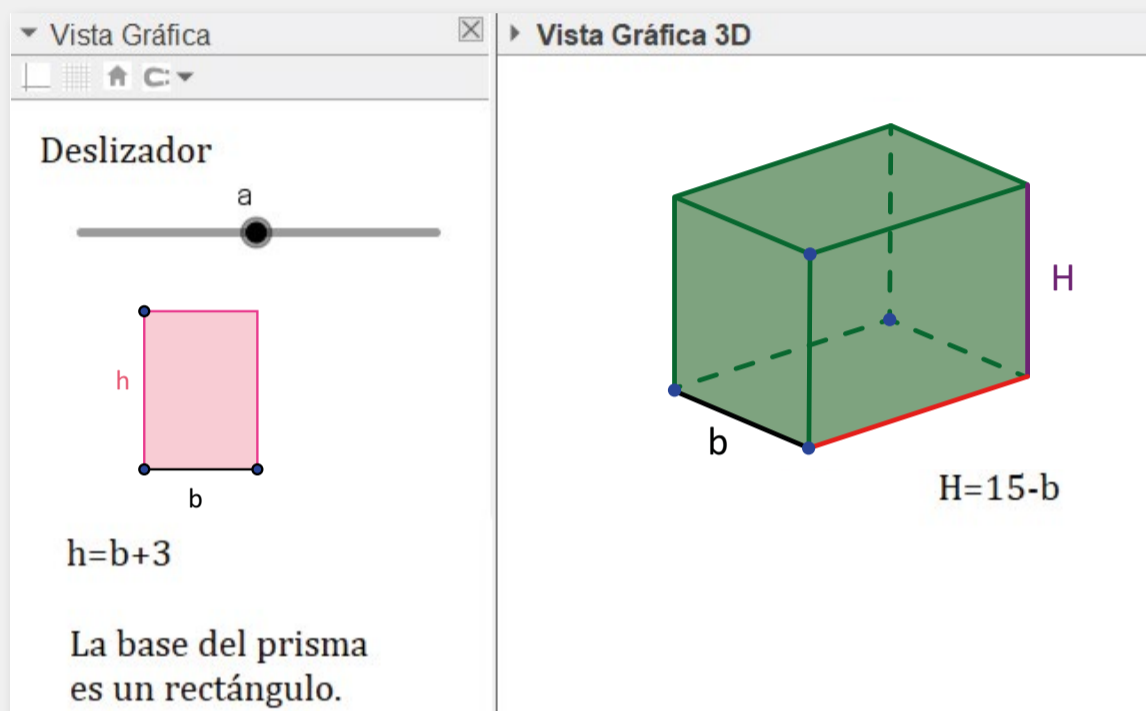 Vista Gráfica
Deslizador
a
h
b
h=b+3
La base del prisma
es un rectángulo.
Vista Gráfica 3D
H
b
H=15-b